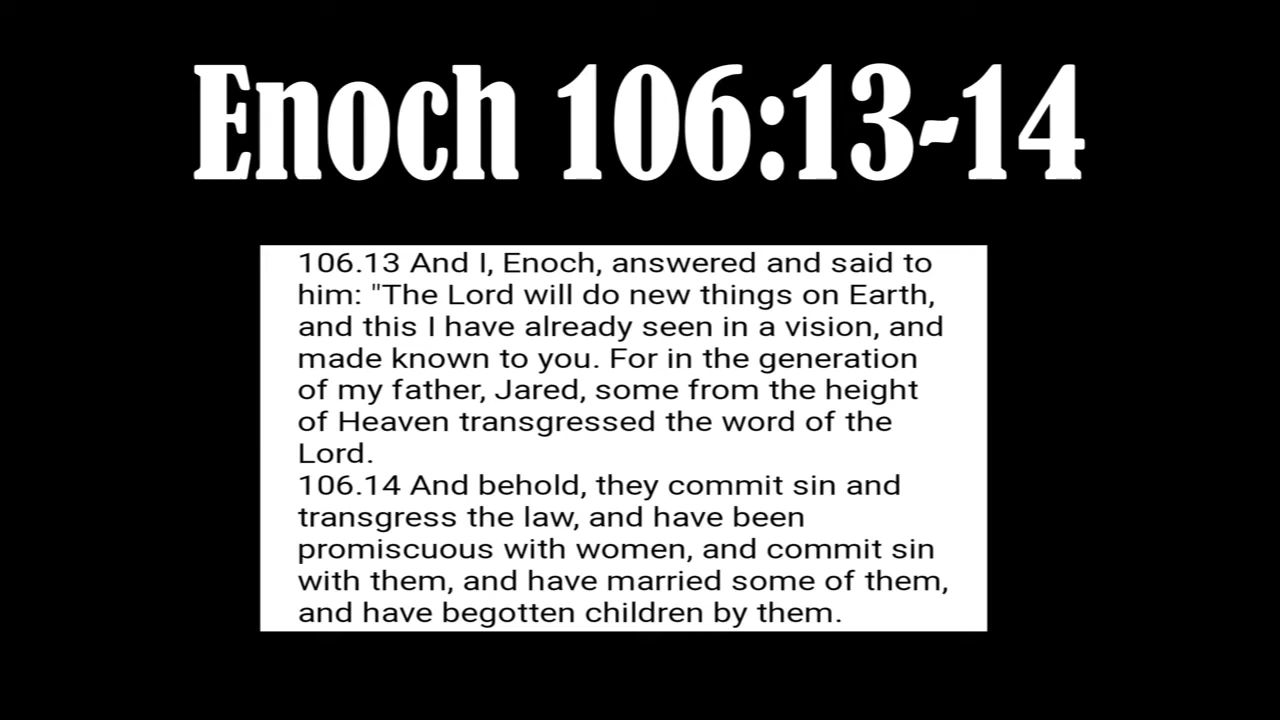 Enoch 106:13-14
106.13 And I, Enoch, answered and said to
him: "The Lord will do new things on Earth,
and this I have already seen in a vision, and
made known to you. For in the generation
of my father, Jared, some from the height
of Heaven transgressed the word of the
Lord.
106.14 And behold, they commit sin and
transgress the law, and have been
promiscuous with women, and commit sin
with them, and have married some of them,
and have begotten children by them.